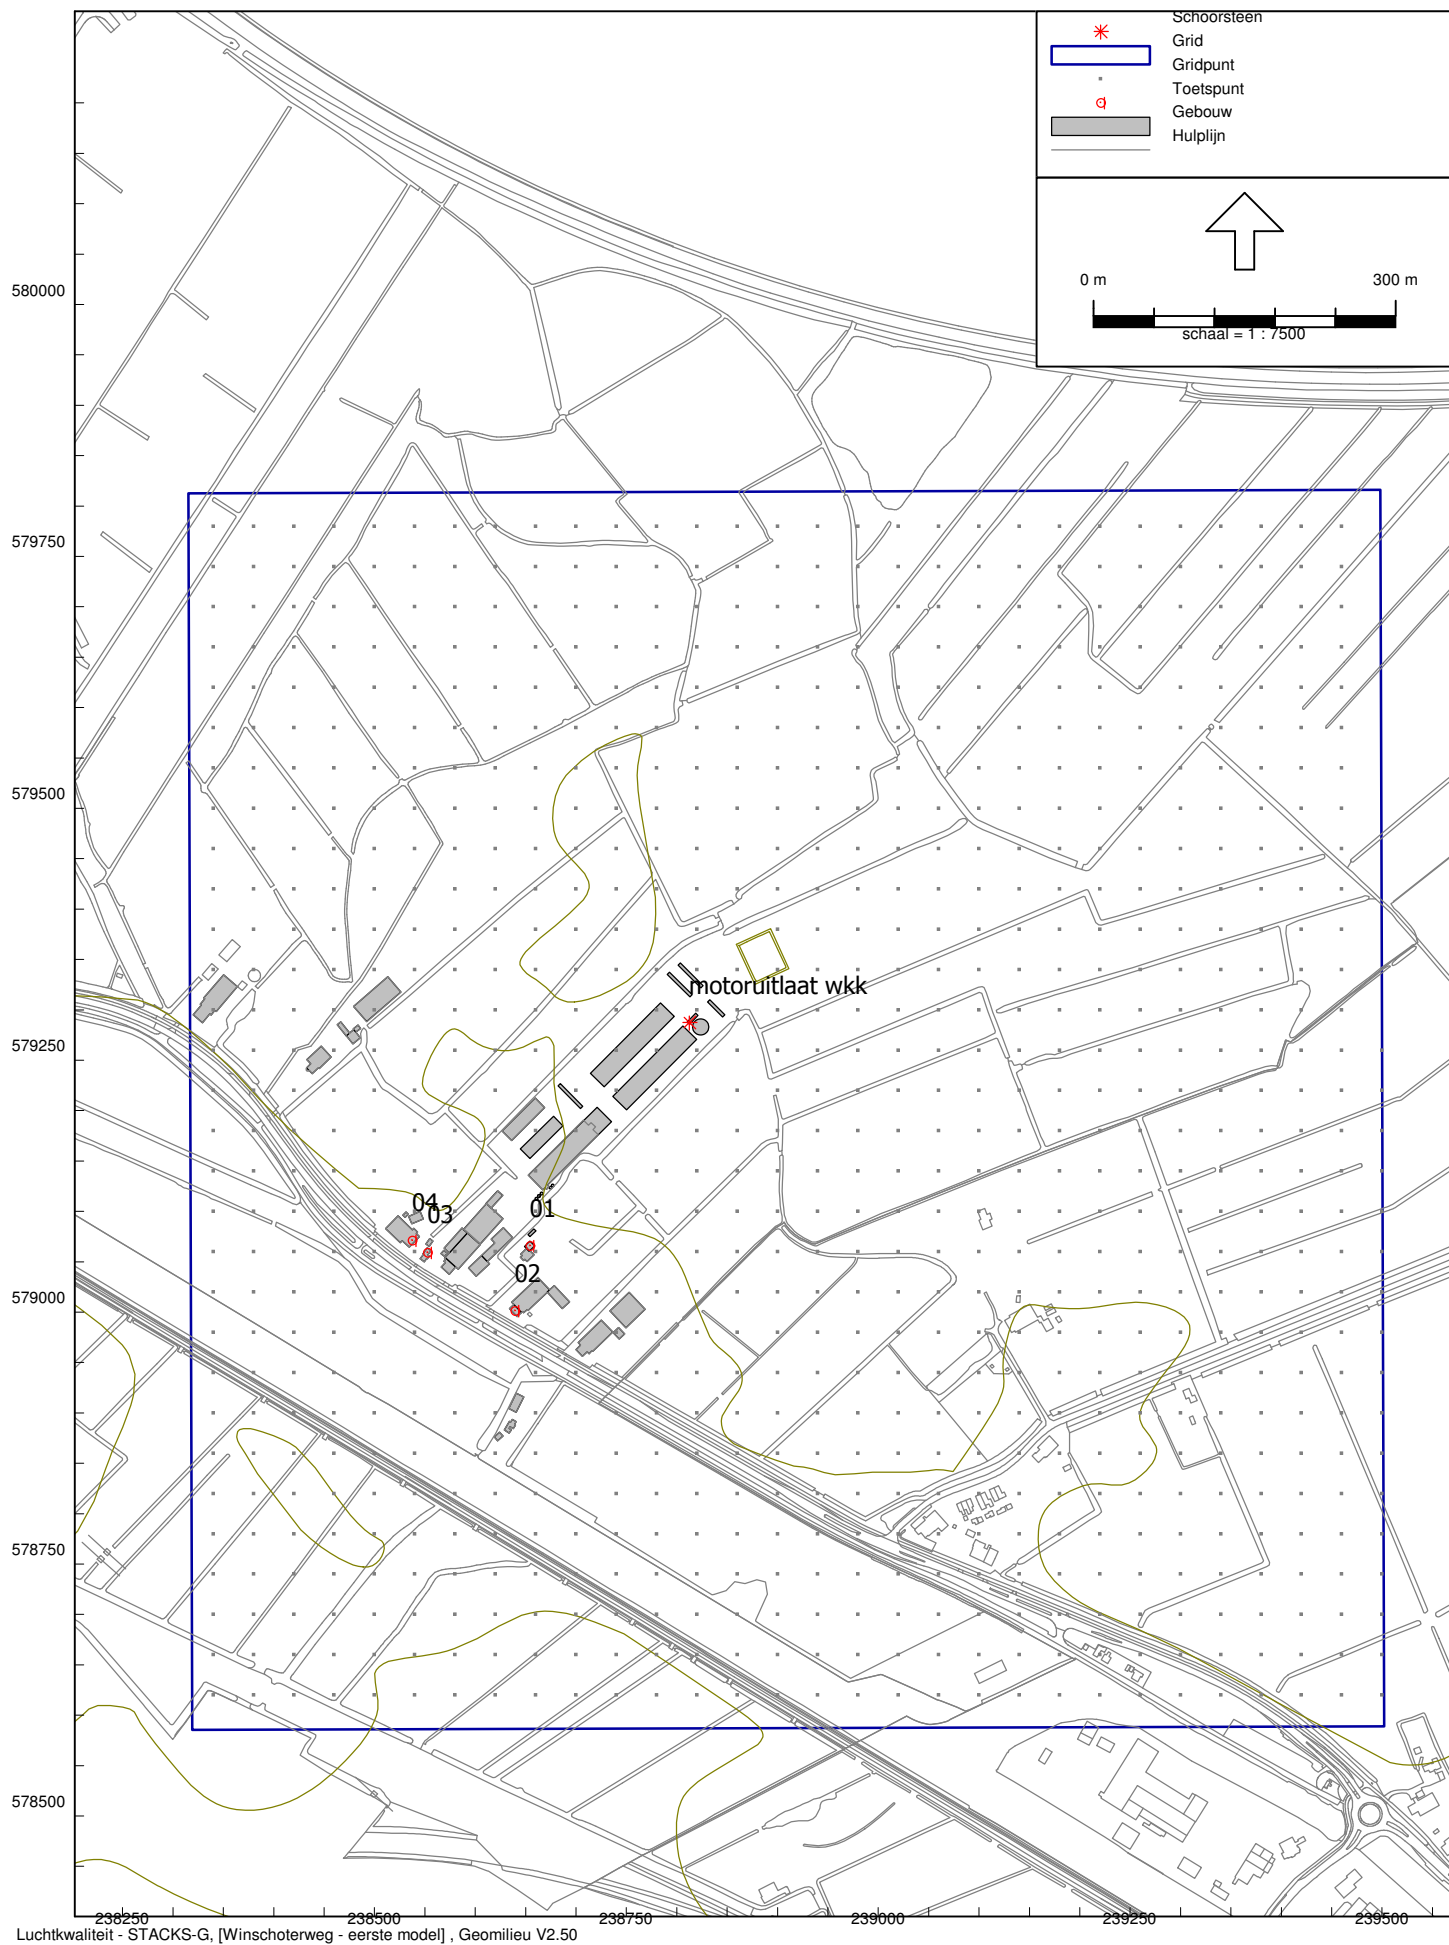 Schoorsteen
Grid
Gridpunt
Toetspunt
Gebouw
Hulplijn
0 m 300 m
schaal = 1 : 7500
580000
579750
579500
motoruitlaat wkk
579250
04
03
01
02
579000
578750
578500
238250 238500 238750 239000 239250 239500
Luchtkwaliteit - STACKS-G, [Winschoterweg - eerste model] , Geomilieu V2.50